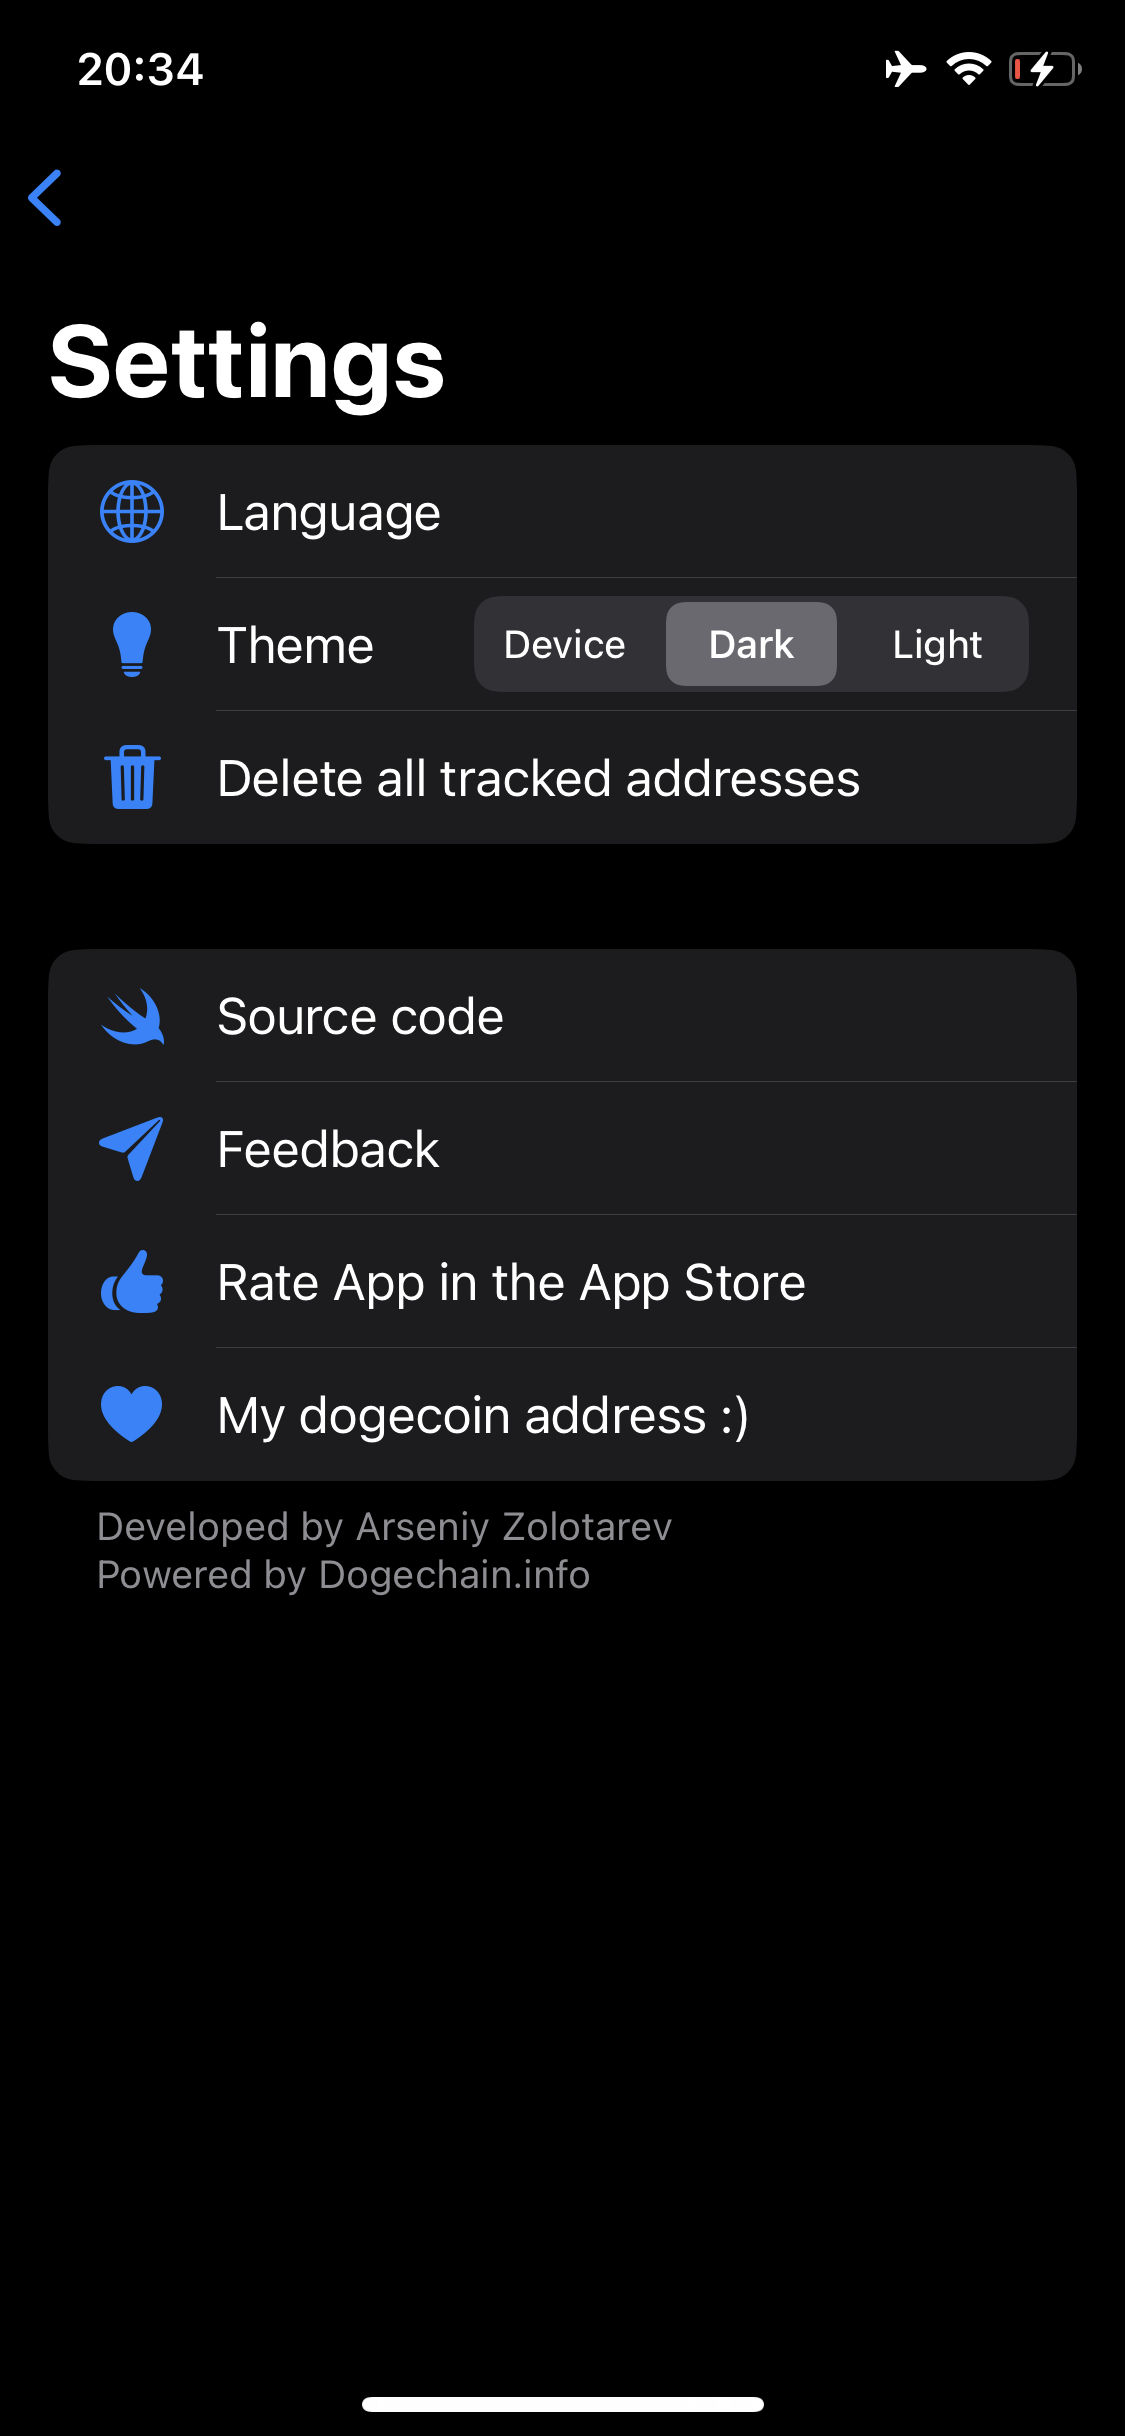 20:34
Settings
Language
Theme Device Dark Light
Delete all tracked addresses
Source code
Feedback
Rate App in the App Store
My dogecoin address :)
Developed by Arseniy Zolotarev
Powered by Dogechain.info